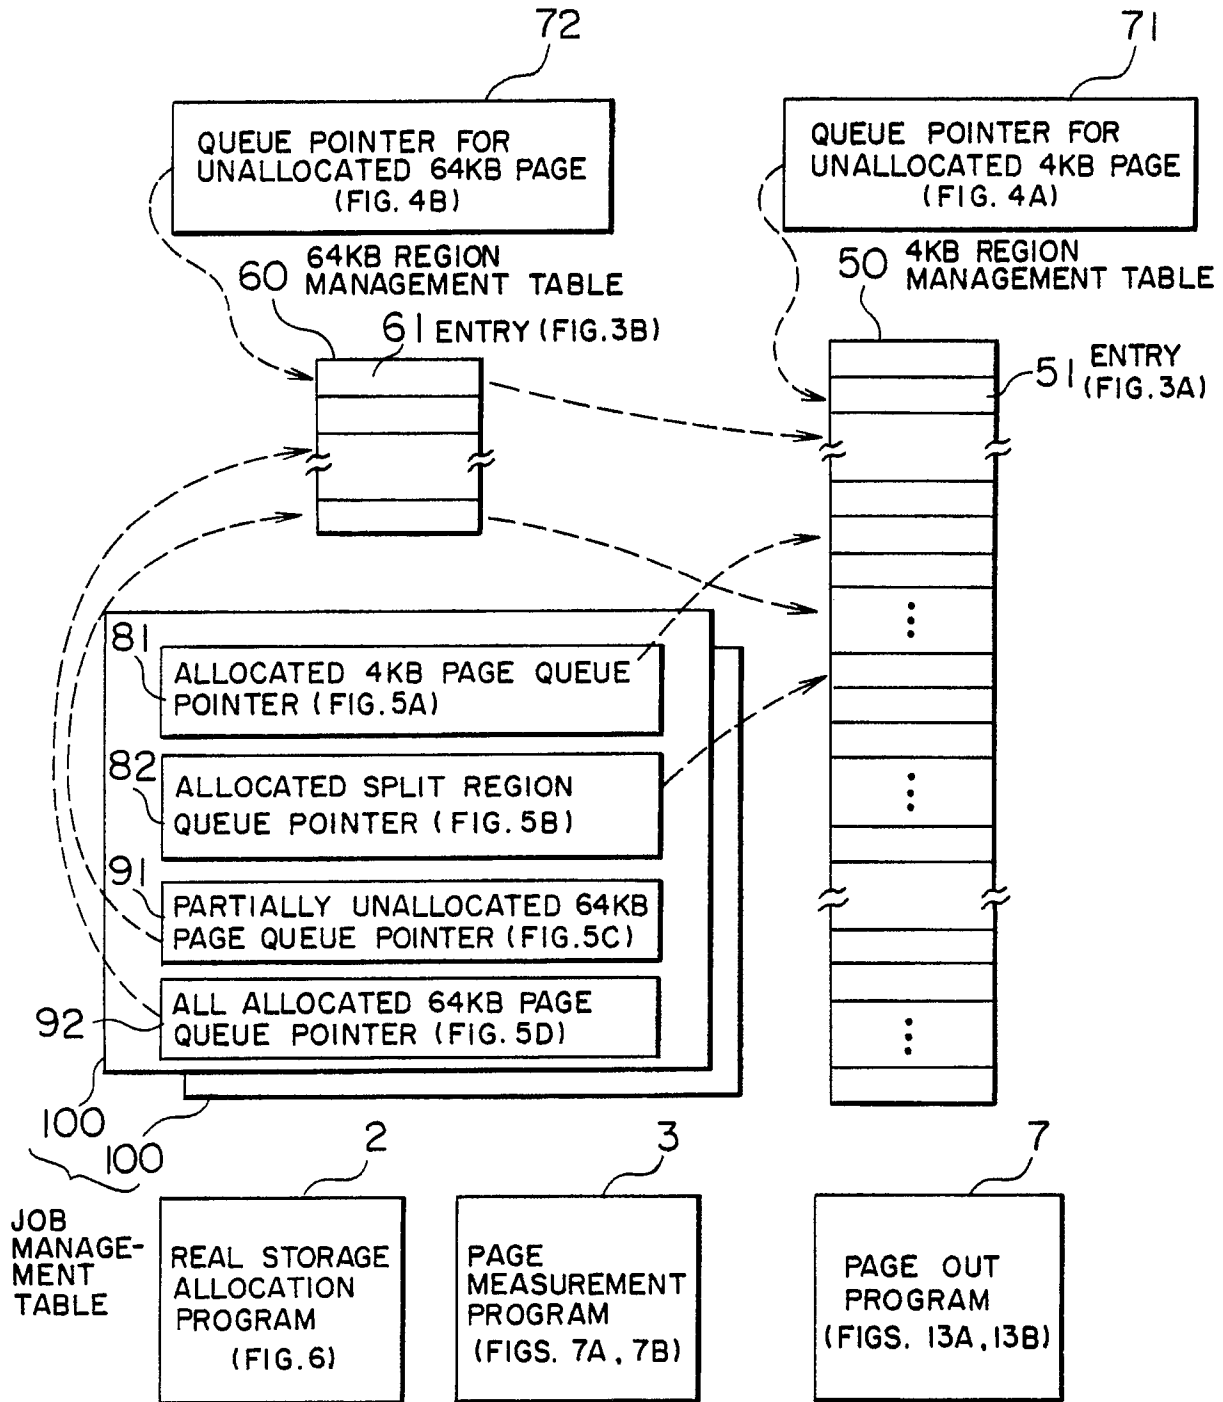 72
71
QUEUE POINTER FOR
UNALLOCATED 64KB PAGE
(FIG. 4B)
QUEUE POINTER FOR
UNALLOCATED 4KB PAGE
(FIG. 4A)
60
64KB REGION
MANAGEMENT TABLE
50
4KB REGION
MANAGEMENT TABLE
61 ENTRY (FIG.3B)
51 ENTRY
(FIG.3A)
81
ALLOCATED 4KB PAGE QUEUE
POINTER (FIG.5A)
82
ALLOCATED SPLIT REGION
QUEUE POINTER (FIG.5B)
91
PARTIALLY UNALLOCATED 64KB
PAGE QUEUE POINTER (FIG.5C)
92
ALL ALLOCATED 64KB PAGE
QUEUE POINTER (FIG.5D)
100
100
JOB
MANAGE-
MENT
TABLE
2
REAL STORAGE
ALLOCATION
PROGRAM
(FIG.6)
3
PAGE
MEASUREMENT
PROGRAM
(FIGS. 7A, 7B)
7
PAGE OUT
PROGRAM
(FIGS. 13A, 13B)